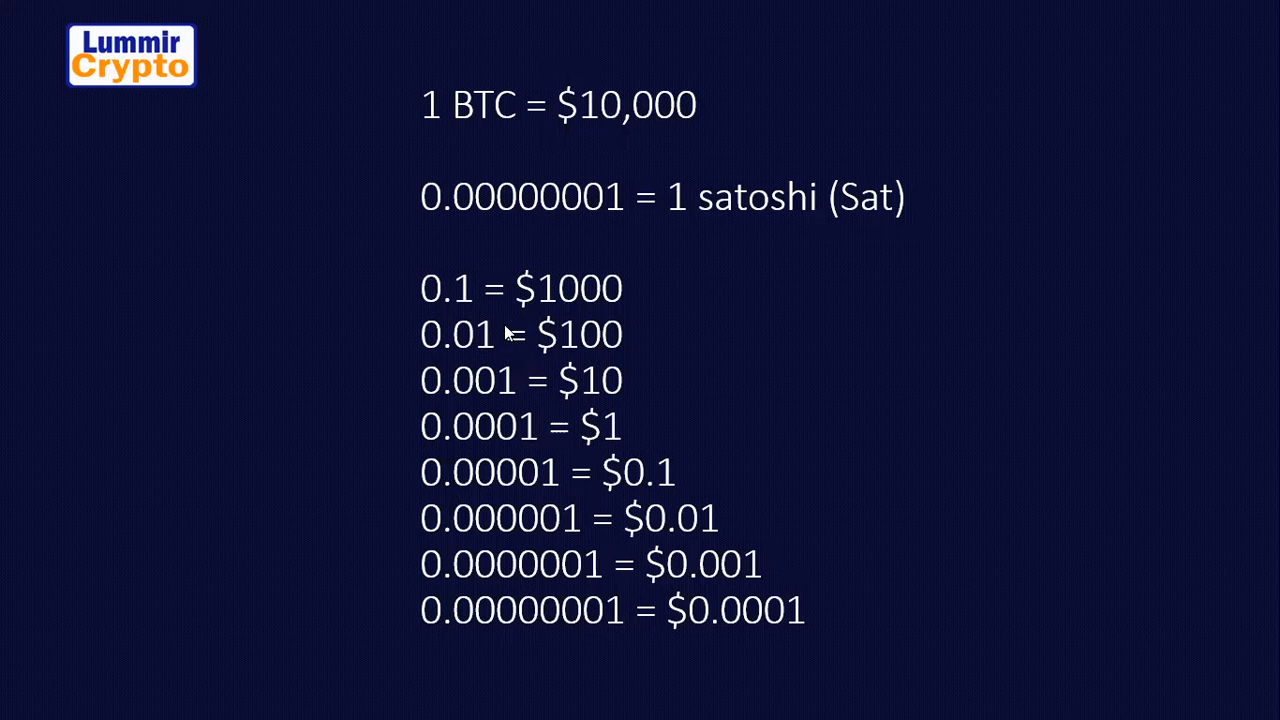 Lummir
Crypto
1 BTC = $10,000
0.00000001 = 1 satoshi (Sat)
0.1 = $1000
0.01 = $100
0.001 = $10
0.0001 = $1
0.00001 = $0.1
0.000001 = $0.01
0.0000001 = $0.001
0.00000001 = $0.0001